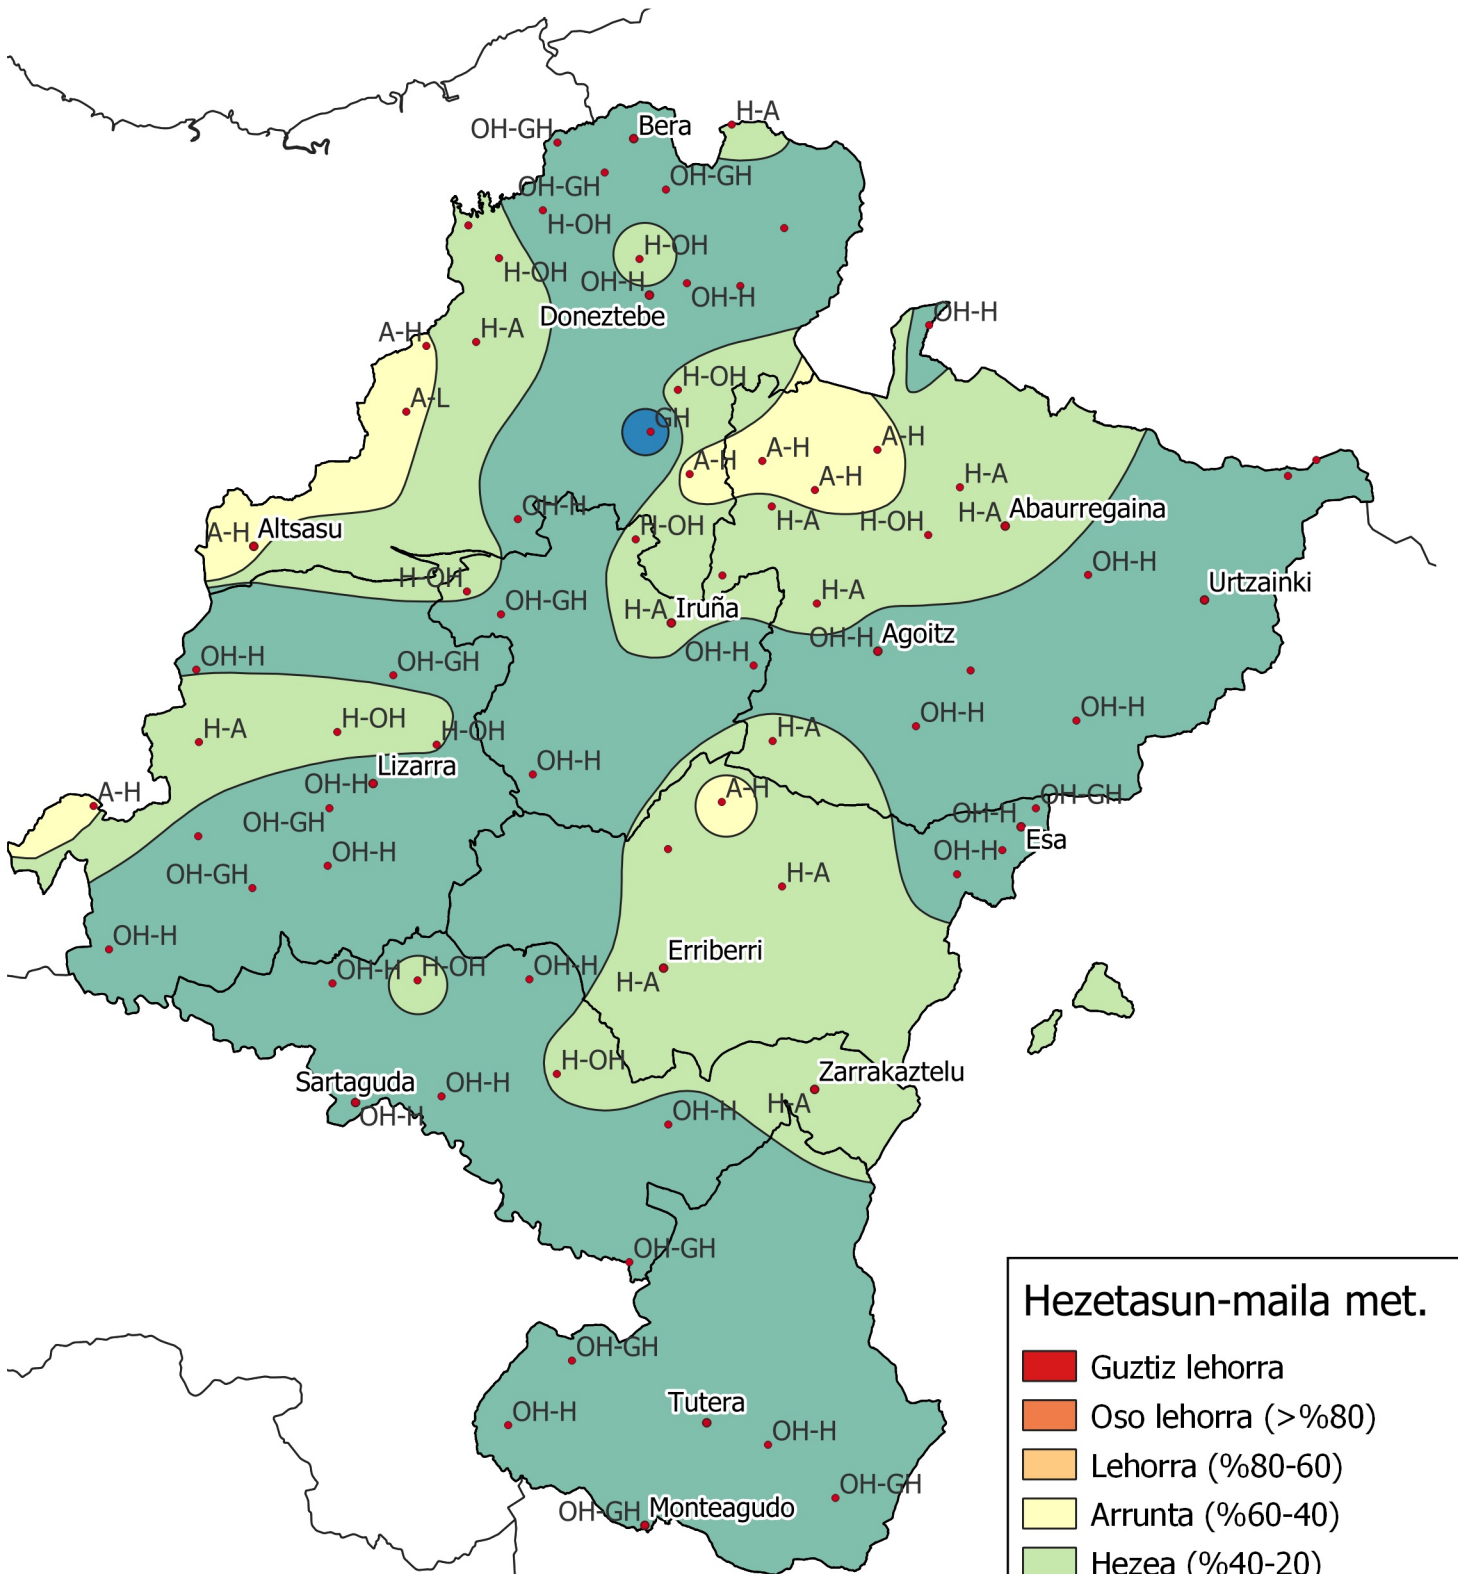 H-A
Bera
OH-GH
OH-GH
OH-GH
H-OH
H-OH
H-OH
OH-H
OH-H
Doneztebe
OH-H
A-H
H-A
H-OH
A-L
GH
A-H
A-H
A-H
A-H
H-A
OH-H
H-A
Abaurregaina
A-H
Altsasu
H-OH
H-A
H-OH
OH-H
H-OH
Urtzainki
H-A
OH-GH
H-A
Iruña
OH-H
Agoitz
OH-H
OH-H
OH-GH
H-A
H-OH
H-OH
H-A
OH-H
OH-H
Lizarra
OH-H
OH-H
A-H
A-H
OH-GH
OH-H
OH-GH
Esa
OH-H
OH-H
OH-GH
H-A
OH-H
Erriberri
OH-H
H-OH
OH-H
H-A
H-OH
Zarrakaztelu
Sartaguda
OH-H
H-A
OH-H
OH-H
OH-GH
Hezetasun-maila met.
OH-GH
Guztiz lehorra
Tutera
OH-H
Oso lehorra (>%80)
OH-H
Lehorra (%80-60)
OH-GH
OH-GH
Monteagudo
Arrunta (%60-40)
Hezea (%40-20)